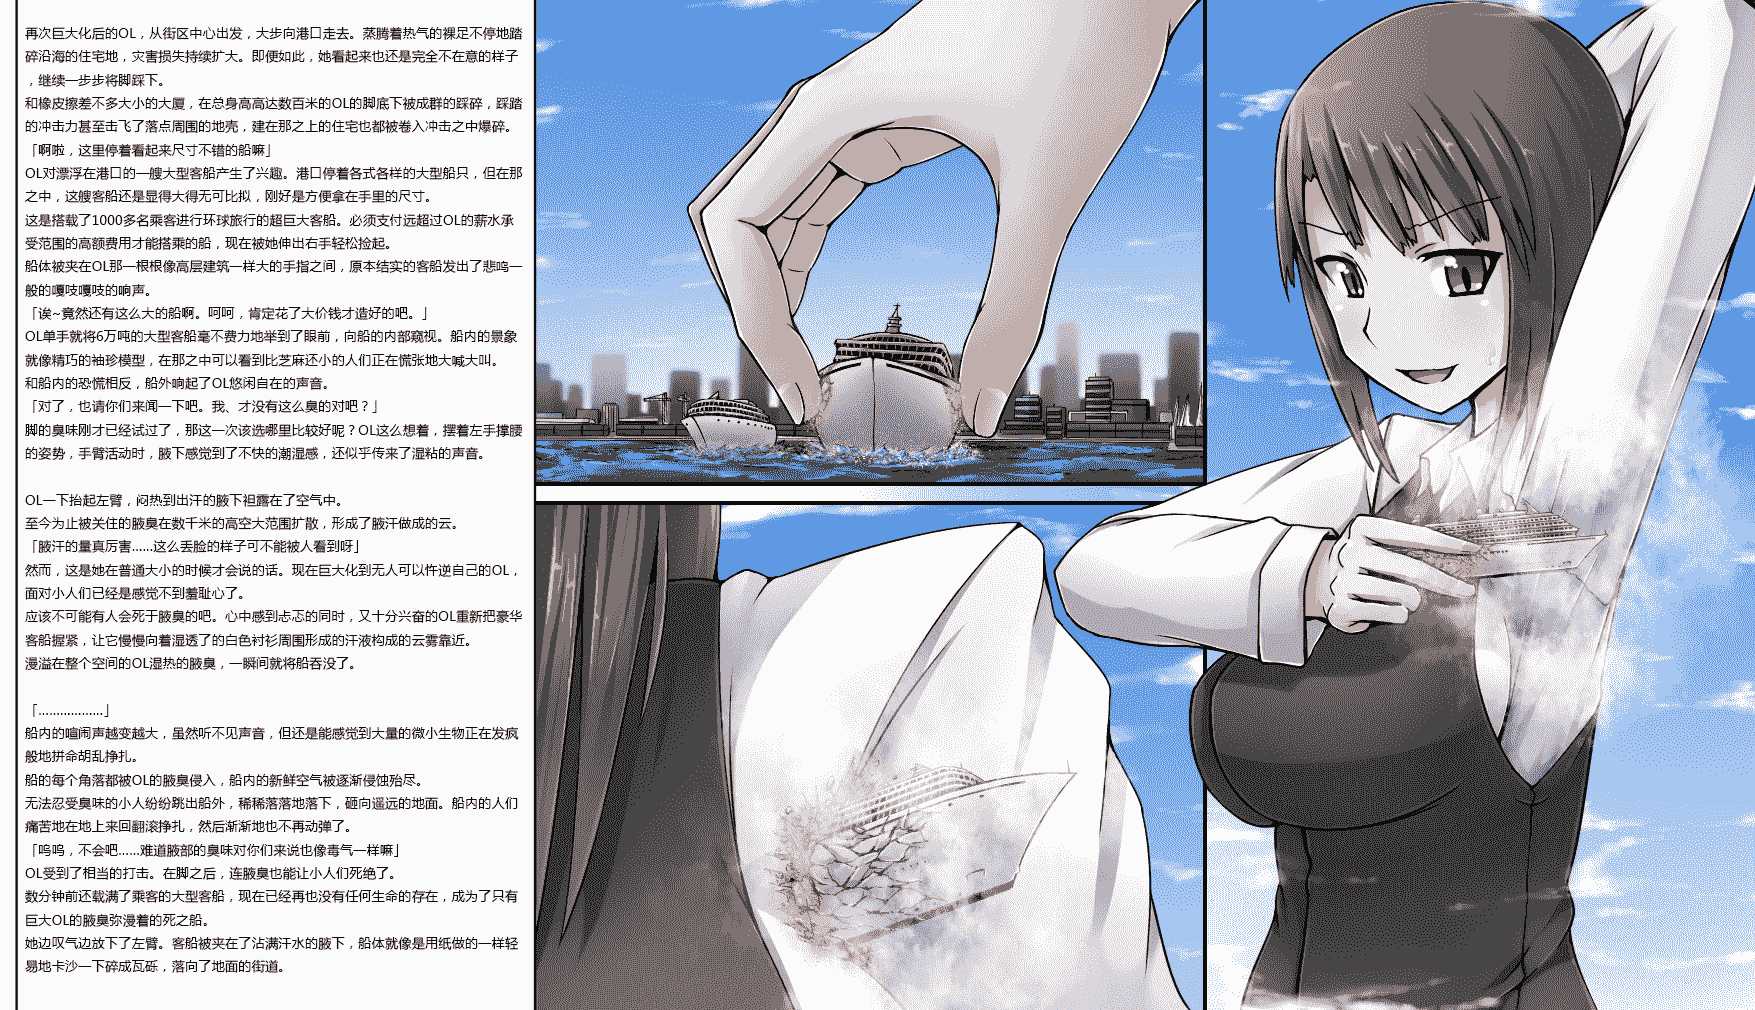 再次巨大化后的OL，从街区中心出发，大步向港口走去。蒸腾着热气的裸足不停地踏
碎沿海的住宅地，灾害损失持续扩大。即便如此，她看起来也还是完全不在意的样子
，继续一步步将脚踩下。
和橡皮擦差不多大小的大厦，在总身高高达数百米的OL的脚底下被成群的踩碎，踩踏
的冲击力甚至击飞了落点周围的地壳，建在那之上的住宅也都被卷入冲击之中爆碎。
「啊啦，这里停着看起来尺寸不错的船嘛」
OL对漂浮在港口的一艘大型客船产生了兴趣。港口停着各式各样的大型船只，但在那
之中，这艘客船还是显得大得无可比拟，刚好是方便拿在手里的尺寸。
这是搭载了1000多名乘客进行环球旅行的超巨大客船。必须支付远超过OL的薪水承
受范围的高额费用才能搭乘的船，现在被她伸出右手轻松捡起。
船体被夹在OL那一根根像高层建筑一样大的手指之间，原本结实的客船发出了悲鸣一
般的嘎吱嘎吱的响声。
「诶~竟然还有这么大的船啊。呵呵，肯定花了大价钱才造好的吧。」
OL单手就将6万吨的大型客船毫不费力地举到了眼前，向船的内部窥视。船内的景象
就像精巧的袖珍模型，在那之中可以看到比芝麻还小的人们正在慌张地大喊大叫。
和船内的恐慌相反，船外响起了OL悠闲自在的声音。
「对了，也请你们来闻一下吧。我、才没有这么臭的对吧？」
脚的臭味刚才已经试过了，那这一次该选哪里比较好呢？OL这么想着，摆着左手撑腰
的姿势，手臂活动时，腋下感觉到了不快的潮湿感，还似乎传来了湿粘的声音。
OL一下抬起左臂，闷热到出汗的腋下袒露在了空气中。
至今为止被关住的腋臭在数千米的高空大范围扩散，形成了腋汗做成的云。
「腋汗的量真厉害......这么丢脸的样子可不能被人看到呀」
然而，这是她在普通大小的时候才会说的话。现在巨大化到无人可以忤逆自己的OL，
面对小人们已经是感觉不到羞耻心了。
应该不可能有人会死于腋臭的吧。心中感到忐忑的同时，又十分兴奋的OL重新把豪华
客船握紧，让它慢慢向着湿透了的白色衬衫周围形成的汗液构成的云雾靠近。
漫溢在整个空间的OL湿热的腋臭，一瞬间就将船吞没了。
「..................」
船内的喧闹声越变越大，虽然听不见声音，但还是能感觉到大量的微小生物正在发疯
般地拼命胡乱挣扎。
船的每个角落都被OL的腋臭侵入，船内的新鲜空气被逐渐侵蚀殆尽。
无法忍受臭味的小人纷纷跳出船外，稀稀落落地落下，砸向遥远的地面。船内的人们
痛苦地在地上来回翻滚挣扎，然后渐渐地也不再动弹了。
「呜呜，不会吧......难道腋部的臭味对你们来说也像毒气一样嘛」
OL受到了相当的打击。在脚之后，连腋臭也能让小人们死绝了。
数分钟前还载满了乘客的大型客船，现在已经再也没有任何生命的存在，成为了只有
巨大OL的腋臭弥漫着的死之船。
她边叹气边放下了左臂。客船被夹在了沾满汗水的腋下，船体就像是用纸做的一样轻
易地卡沙一下碎成瓦砾，落向了地面的街道。